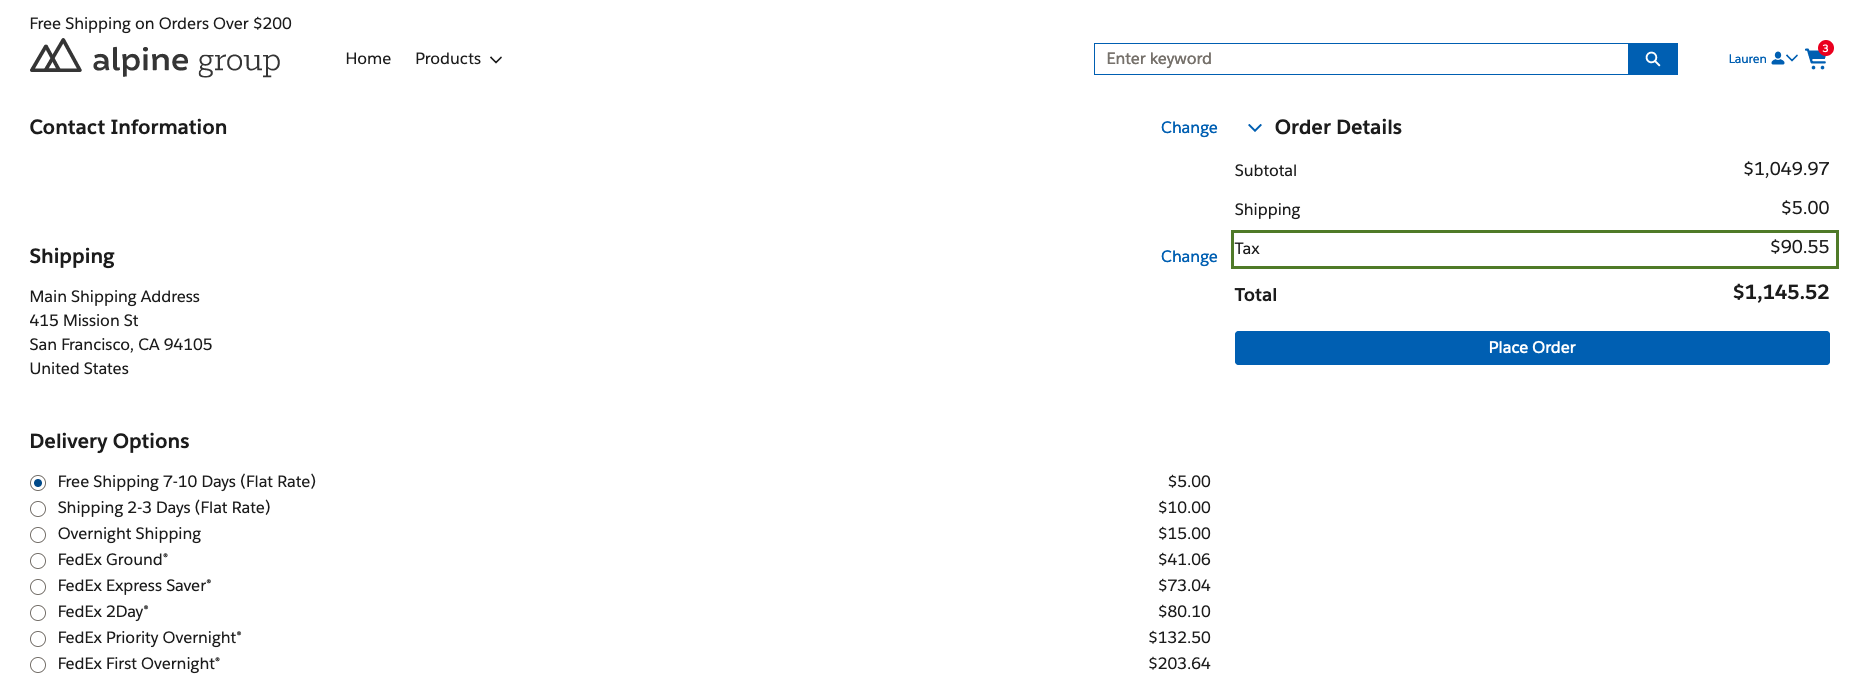 Free Shipping on Orders Over $200
alpine group
Home Products
Enter keyword
Lauren
3
Contact Information
Change
Shipping
Change
Main Shipping Address
415 Mission St
San Francisco, CA 94105
United States
Delivery Options
Free Shipping 7-10 Days (Flat Rate) $5.00
Shipping 2-3 Days (Flat Rate) $10.00
Overnight Shipping $15.00
FedEx Ground® $41.06
FedEx Express Saver® $73.04
FedEx 2Day® $80.10
FedEx Priority Overnight® $132.50
FedEx First Overnight® $203.64
Order Details
Subtotal $1,049.97
Shipping $5.00
Tax $90.55
Total $1,145.52
Place Order